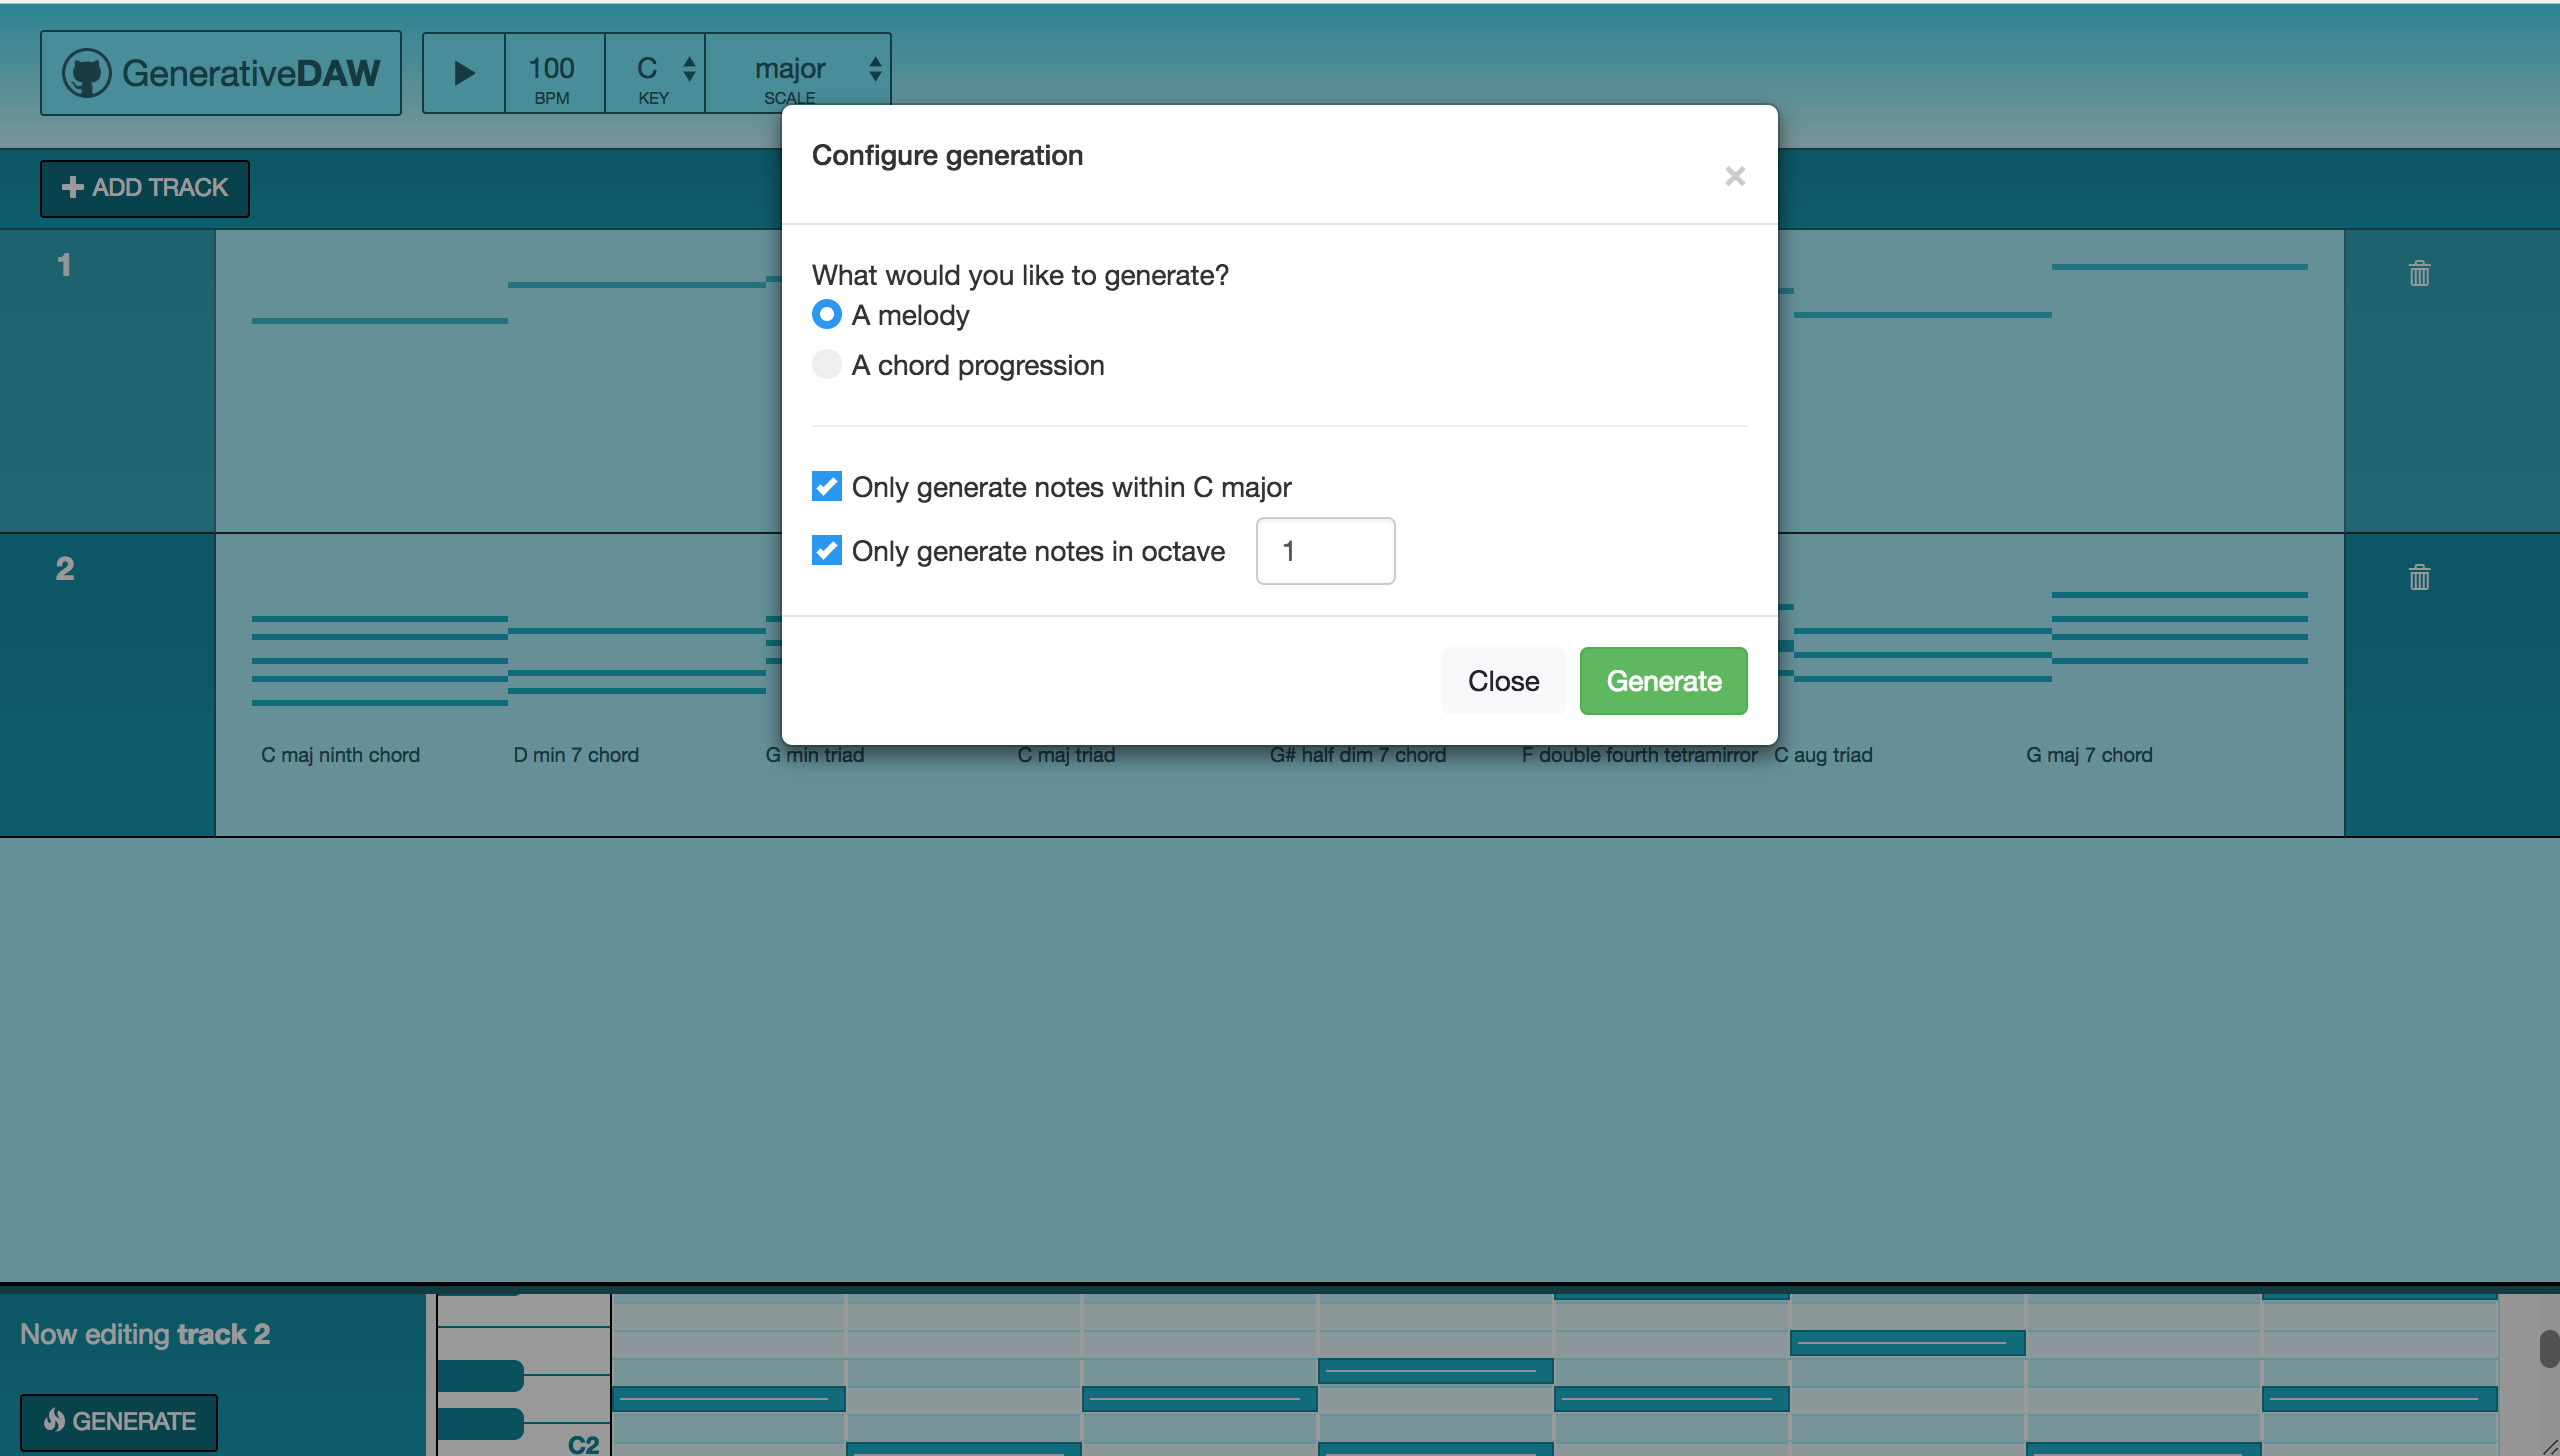 GenerativeDAW
100
BPM
C
KEY
major
SCALE
ADD TRACK
Configure generation
×
What would you like to generate?
A melody
A chord progression
Only generate notes within C major
Only generate notes in octave 1
Close Generate
1
2
C maj ninth chord D min 7 chord G min triad C maj triad G# half dim 7 chord F double fourth tetramirror C aug triad G maj 7 chord
Now editing track 2
GENERATE
C2